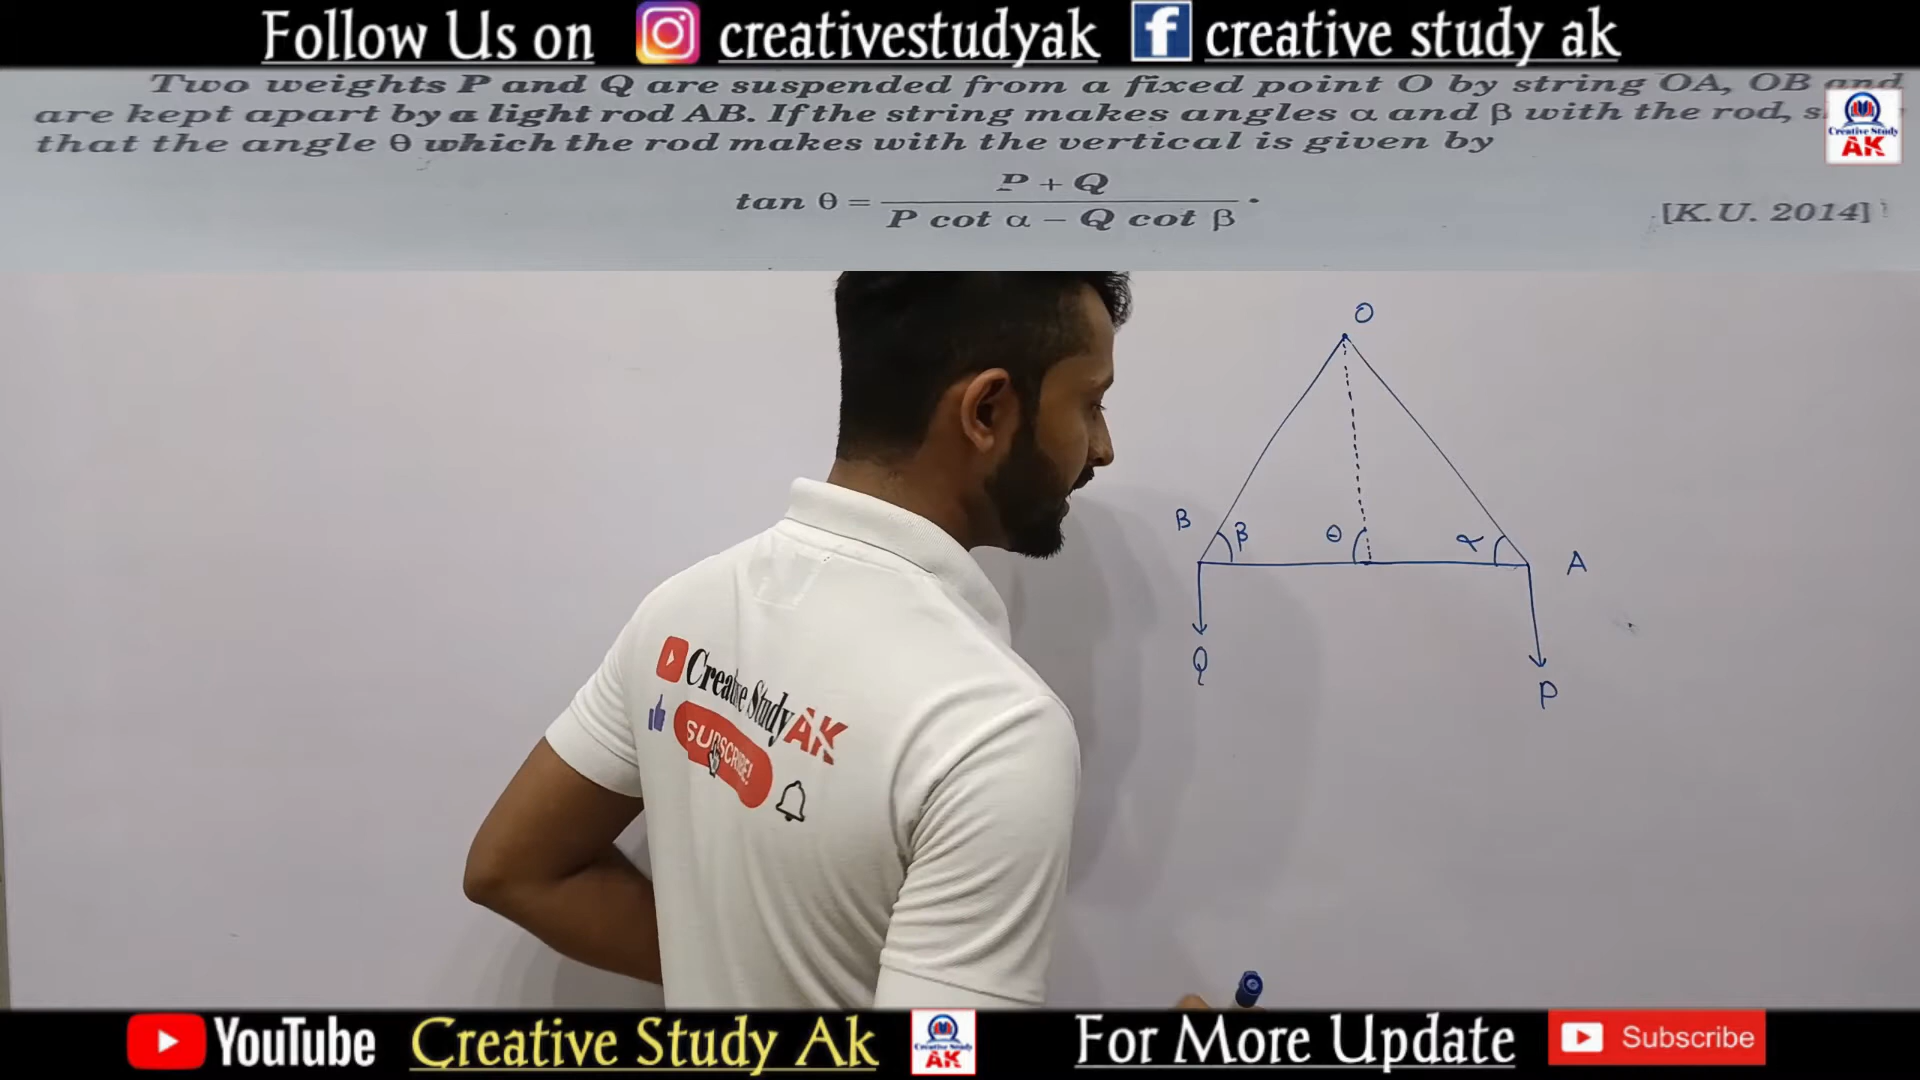 Follow Us on creativestudyak creative study ak
Two weights P and Q are suspended from a fixed point O by string OA, OB and
are kept apart by a light rod AB. If the string makes angles α and β with the rod,
that the angle θ which the rod makes with the vertical is given by
tan θ = P + Q / P cot α − Q cot β .
[K.U. 2014]
Creative Study
AK
O
B
β
θ
α
A
Q
P
Creative Study AK
SUBSCRIBE!
YouTube Creative Study Ak
Creative Study
AK
For More Update
Subscribe